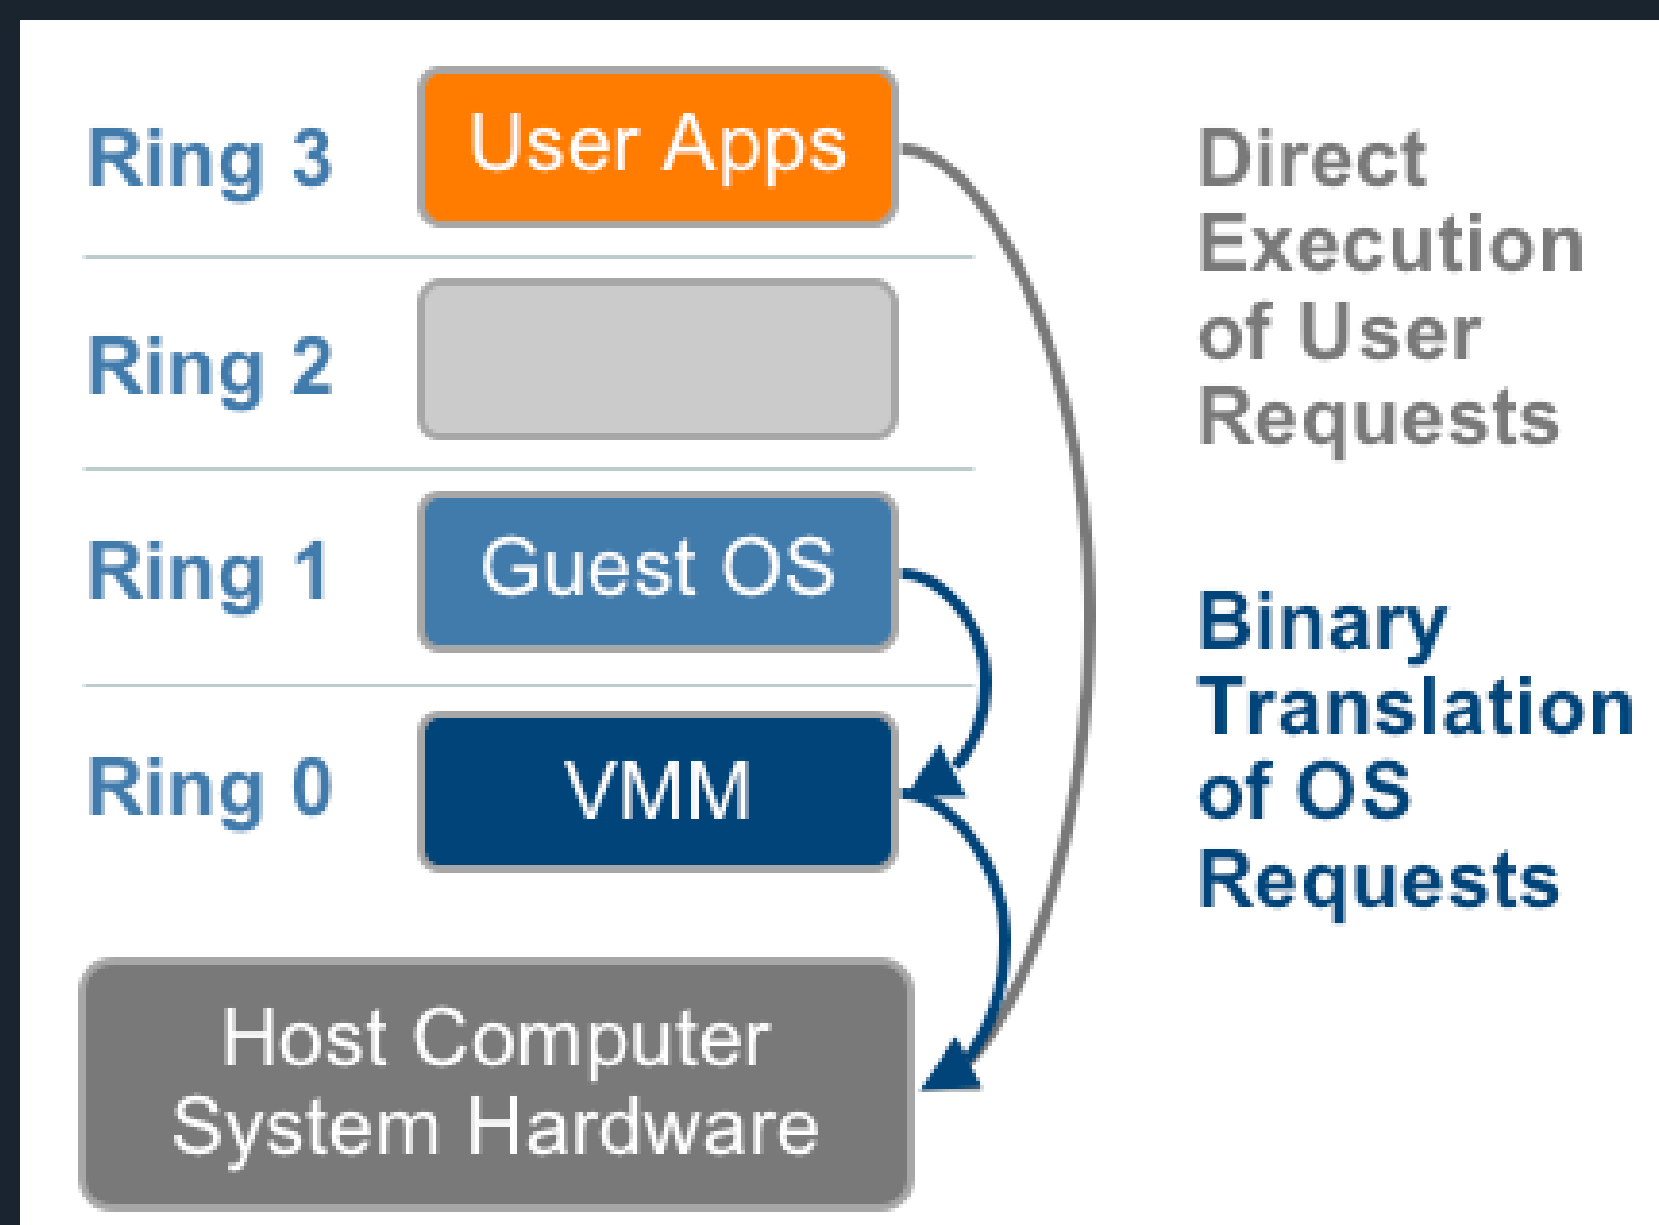 Ring 3
User Apps
Ring 2
Ring 1
Guest OS
Ring 0
VMM
Host Computer
System Hardware
Direct
Execution
of User
Requests
Binary
Translation
of OS
Requests